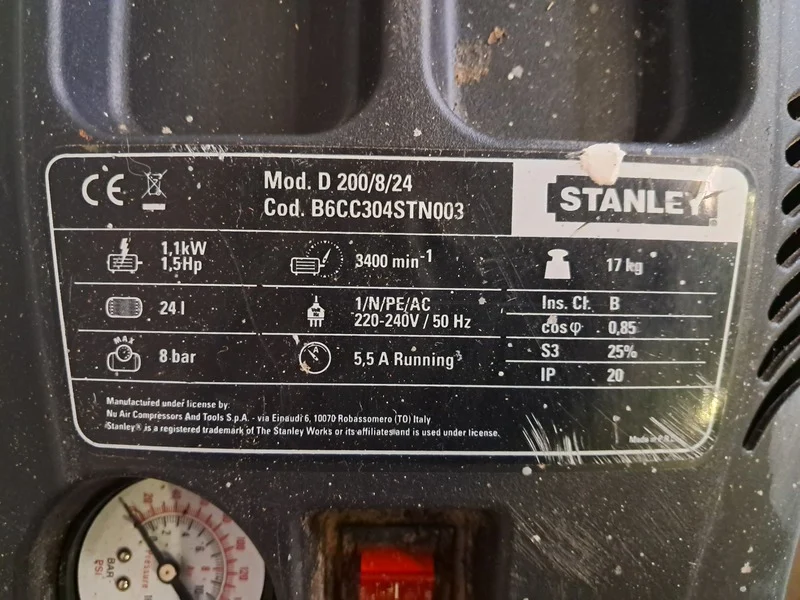 CE
Mod. D 200/8/24
Cod. B6CC304STN003
STANLEY
1,1kW
1,5Hp
3400 min-1
17 kg
24 l
1/N/PE/AC
220-240V / 50 Hz
Ins. Cl. B
cosφ 0,85
MAX
8 bar
A
5,5 A Running
S3 25%
IP 20
Manufactured under license by:
Nu Air Compressors And Tools S.p.A. - via Einaudi 6, 10070 Robassomero (TO) Italy
Stanley® is a registered trademark of The Stanley Works or its affiliates and is used under license.
Made in P.R.
BAR
PSI